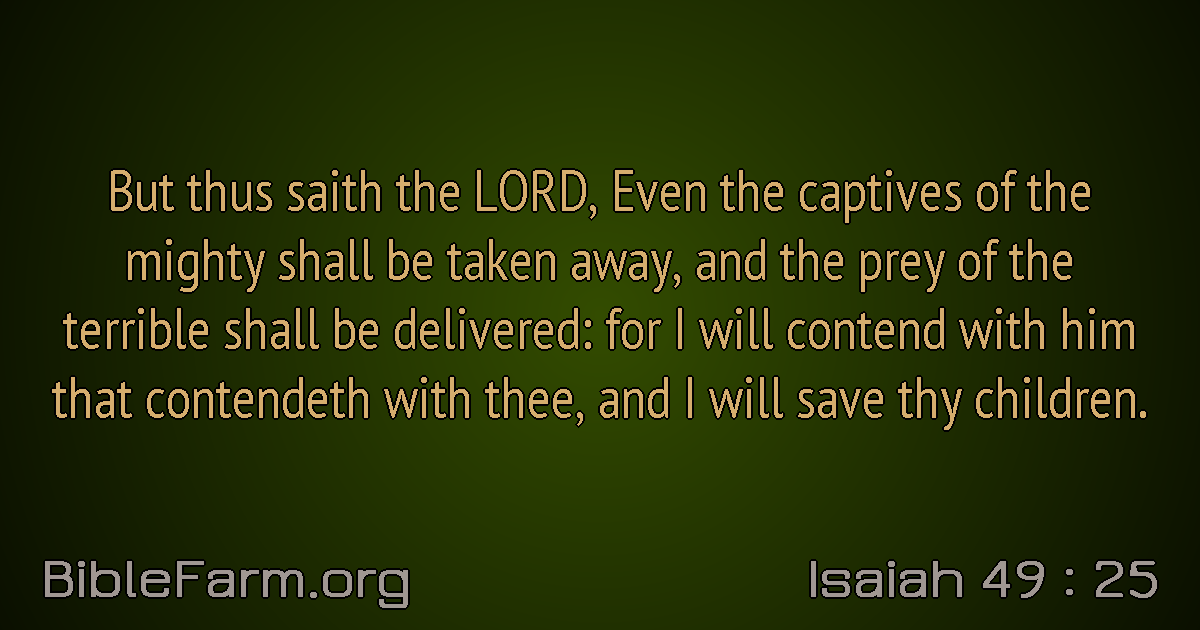 But thus saith the LORD, Even the captives of the
mighty shall be taken away, and the prey of the
terrible shall be delivered: for I will contend with him
that contendeth with thee, and I will save thy children.
BibleFarm.org
Isaiah 49 : 25